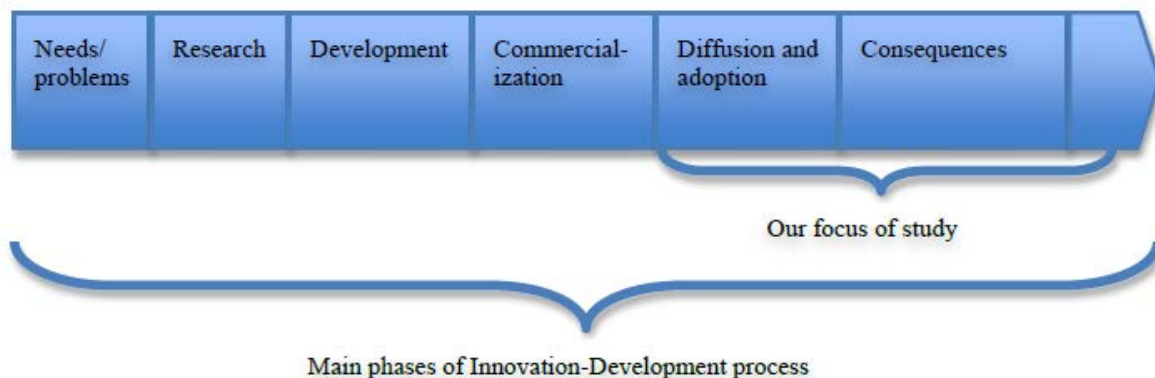 Needs/
problems
Research
Development
Commercial-
ization
Diffusion and
adoption
Consequences
Our focus of study
Main phases of Innovation-Development process